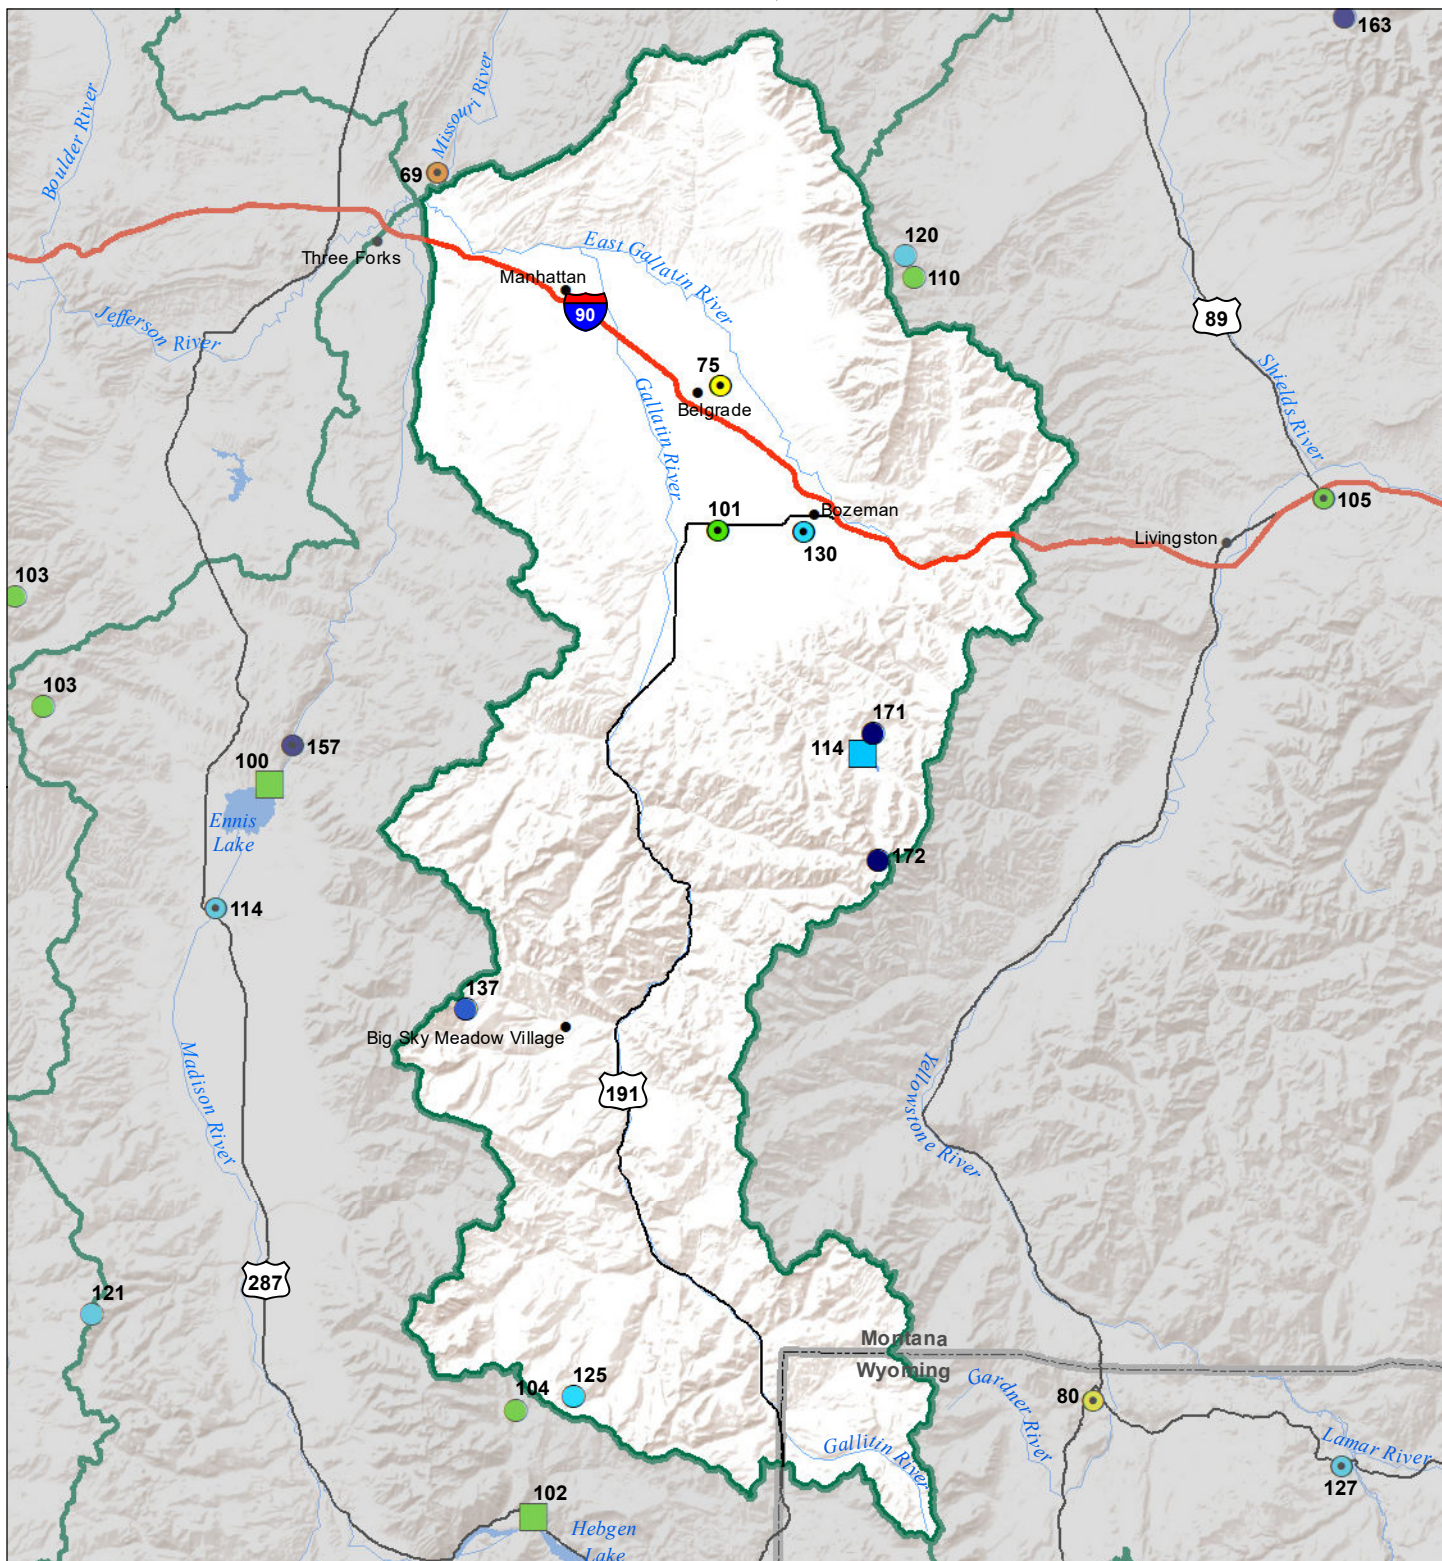 163
Missouri River
Boulder River
69
120
East Gallatin River
Three Forks
110
Manhattan
90
89
Jefferson River
75
Shields River
Gallatin River
Belgrade
101
Bozeman
105
130
Livingston
103
103
171
157
114
100
Ennis
Lake
172
114
137
Big Sky Meadow Village
Madison River
Yellowstone River
191
287
121
Montana
Wyoming
125
104
80
Gardner River
Gallitin River
Lamar River
127
102
Hebgen
Lake